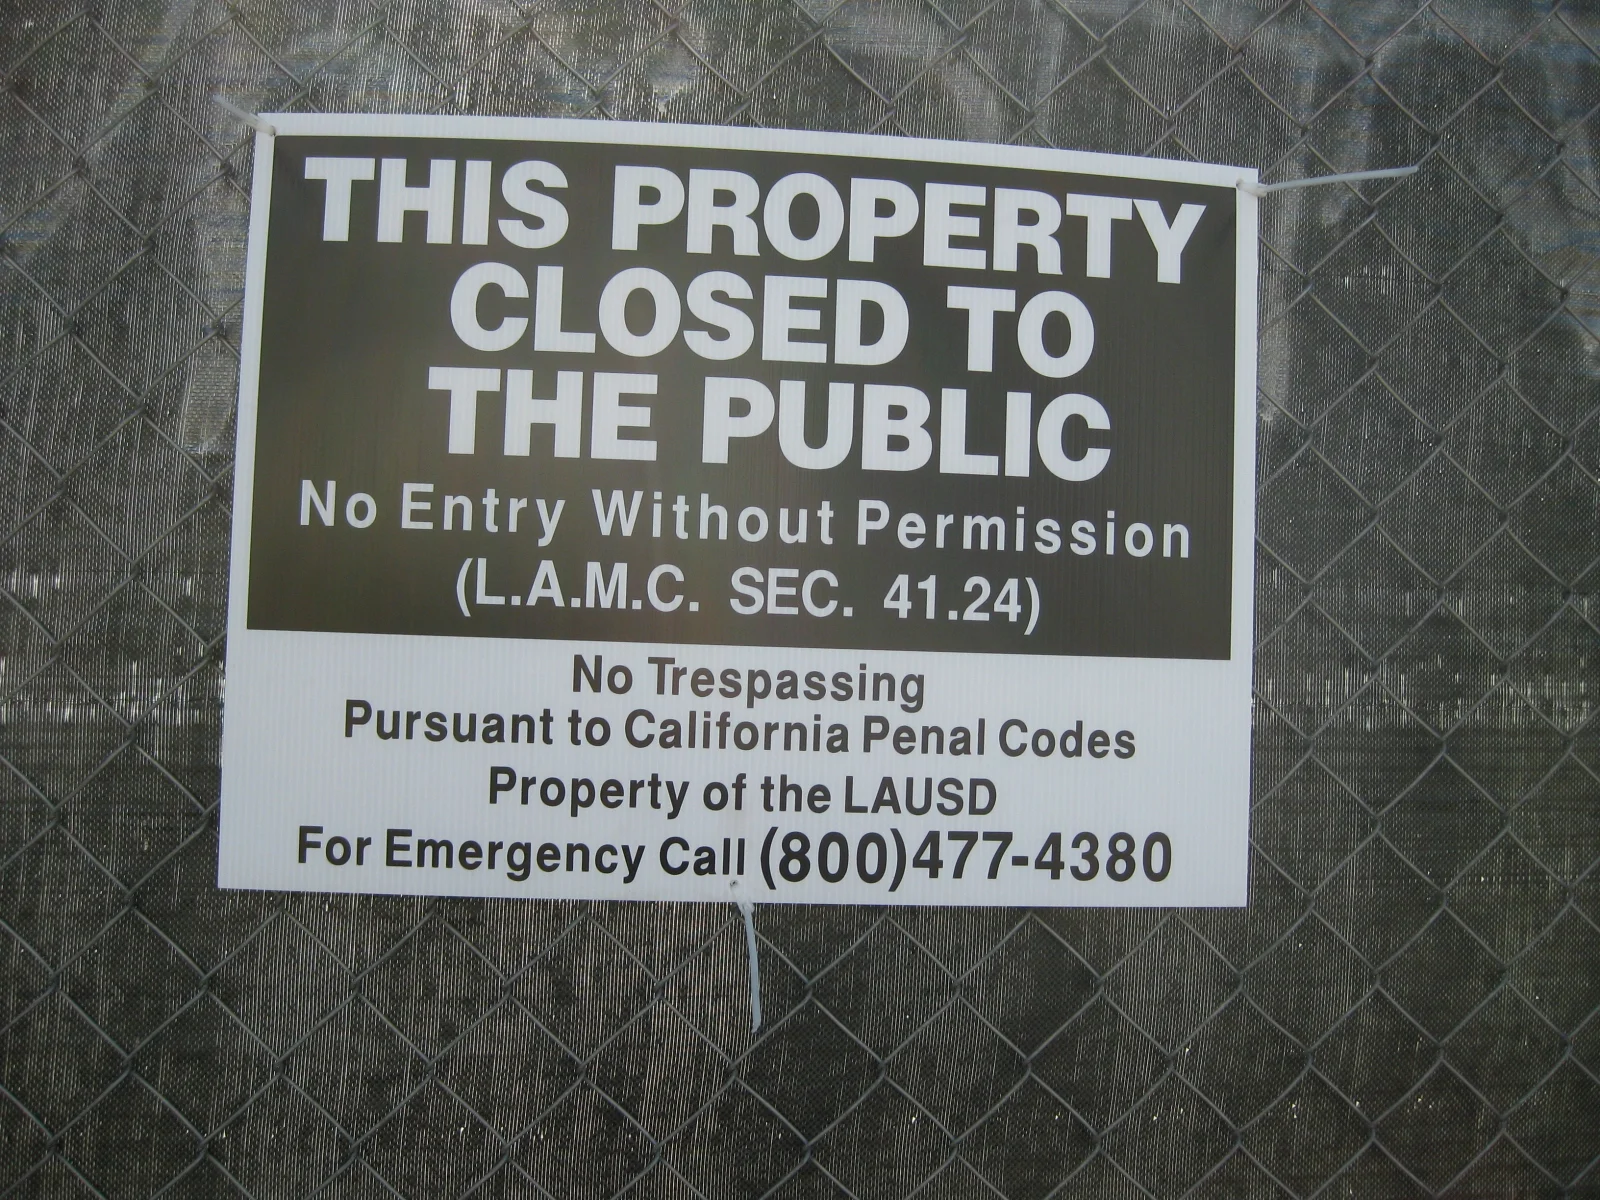 THIS PROPERTY
CLOSED TO
THE PUBLIC
No Entry Without Permission
(L.A.M.C. SEC. 41.24)
No Trespassing
Pursuant to California Penal Codes
Property of the LAUSD
For Emergency Call (800)477-4380